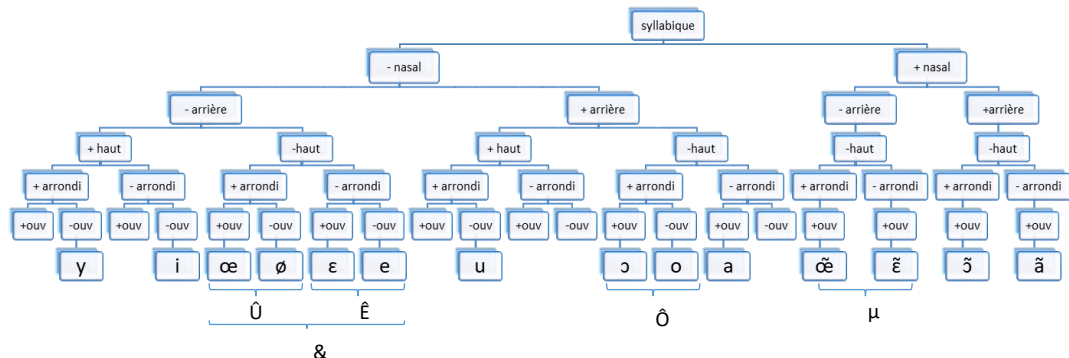 syllabique
- nasal + nasal
- arrière + arrière - arrière +arrière
+ haut -haut + haut -haut -haut -haut
+ arrondi - arrondi + arrondi - arrondi + arrondi - arrondi + arrondi - arrondi + arrondi - arrondi + arrondi - arrondi
+ouv -ouv +ouv -ouv +ouv -ouv +ouv -ouv +ouv -ouv +ouv -ouv +ouv -ouv +ouv -ouv +ouv +ouv +ouv +ouv
y i œ ø ɛ e u ɔ o a œ̃ ɛ̃ ɔ̃ ã
Û Ê Ô µ
&